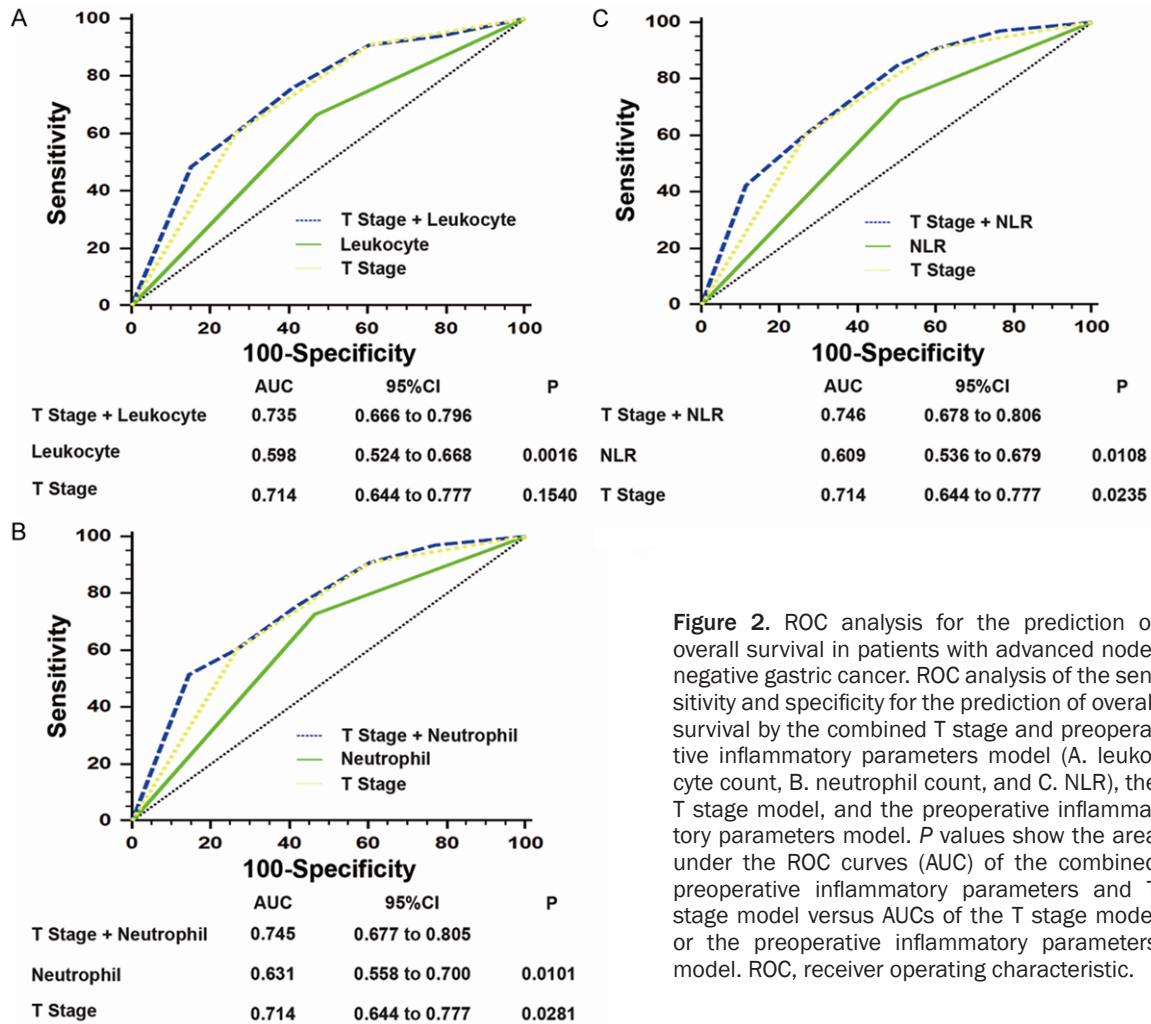 A
100
80
60
40
20
0
Sensitivity
T Stage + Leukocyte
Leukocyte
T Stage
0 20 40 60 80 100
100-Specificity
AUC 95%CI P
T Stage + Leukocyte 0.735 0.666 to 0.796
Leukocyte 0.598 0.524 to 0.668 0.0016
T Stage 0.714 0.644 to 0.777 0.1540
C
100
80
60
40
20
0
Sensitivity
T Stage + NLR
NLR
T Stage
0 20 40 60 80 100
100-Specificity
AUC 95%CI P
T Stage + NLR 0.746 0.678 to 0.806
NLR 0.609 0.536 to 0.679 0.0108
T Stage 0.714 0.644 to 0.777 0.0235
B
100
80
60
40
20
0
Sensitivity
T Stage + Neutrophil
Neutrophil
T Stage
0 20 40 60 80 100
100-Specificity
AUC 95%CI P
T Stage + Neutrophil 0.745 0.677 to 0.805
Neutrophil 0.631 0.558 to 0.700 0.0101
T Stage 0.714 0.644 to 0.777 0.0281
Figure 2. ROC analysis for the prediction o
overall survival in patients with advanced node
negative gastric cancer. ROC analysis of the sen
sitivity and specificity for the prediction of overall
survival by the combined T stage and preopera
tive inflammatory parameters model (A. leuko
cyte count, B. neutrophil count, and C. NLR), the
T stage model, and the preoperative inflamma
tory parameters model. P values show the area
under the ROC curves (AUC) of the combined
preoperative inflammatory parameters and T
stage model versus AUCs of the T stage mode
or the preoperative inflammatory parameters
model. ROC, receiver operating characteristic.